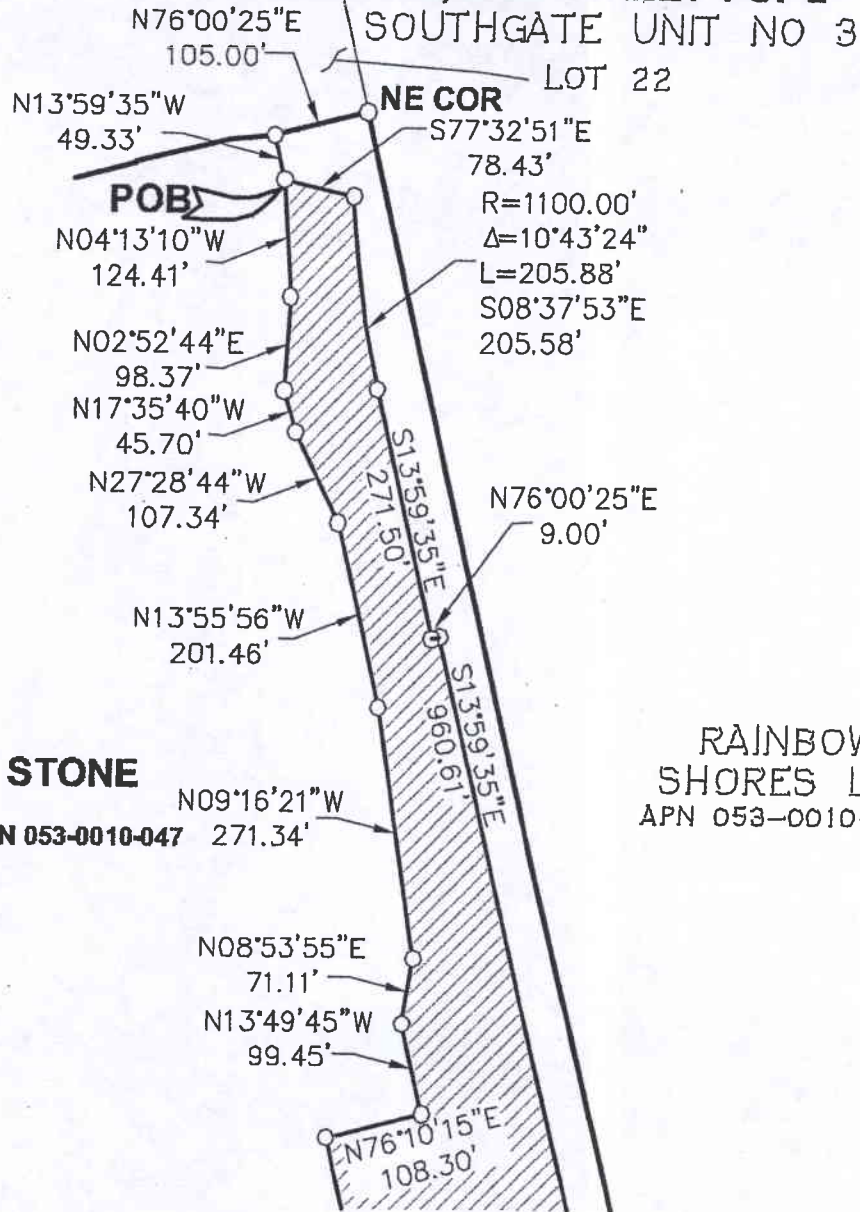 SOUTHGATE UNIT NO 3
LOT 22
N76°00'25"E
105.00'
N13°59'35"W
49.33'
NE COR
S77°32'51"E
78.43'
POB
R=1100.00'
Δ=10°43'24"
L=205.88'
S08°37'53"E
205.58'
N04°13'10"W
124.41'
N02°52'44"E
98.37'
N17°35'40"W
45.70'
N27°28'44"W
107.34'
S13°59'35"E
271.50'
N76°00'25"E
9.00'
N13°55'56"W
201.46'
S13°59'35"E
960.61'
STONE
N 053-0010-047
N09°16'21"W
271.34'
RAINBOW
SHORES L
APN 053-0010-
N08°53'55"E
71.11'
N13°49'45"W
99.45'
N76°10'15"E
108.30'